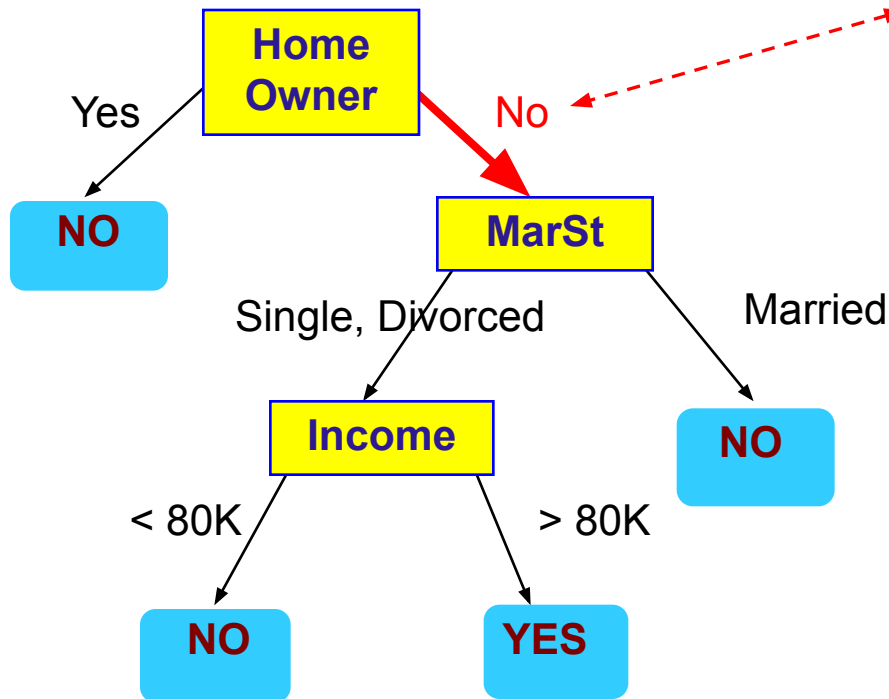 Home
Owner
Yes
No
NO
MarSt
Single, Divorced
Married
Income
NO
< 80K
> 80K
NO
YES